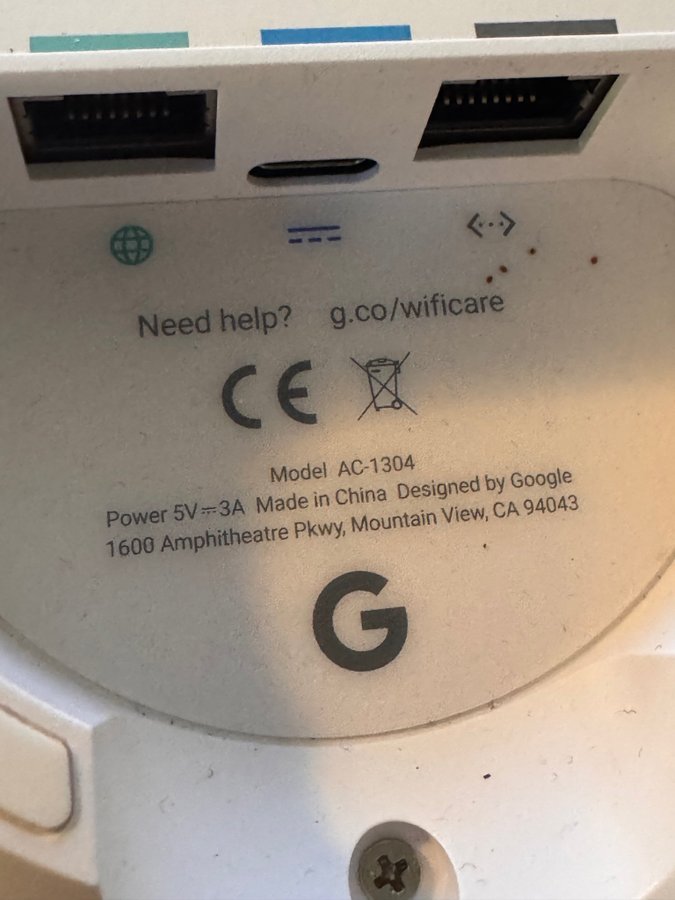 Need help? g.co/wificare
CE
Model AC-1304
Power 5V⎓3A Made in China Designed by Google
1600 Amphitheatre Pkwy, Mountain View, CA 94043
G